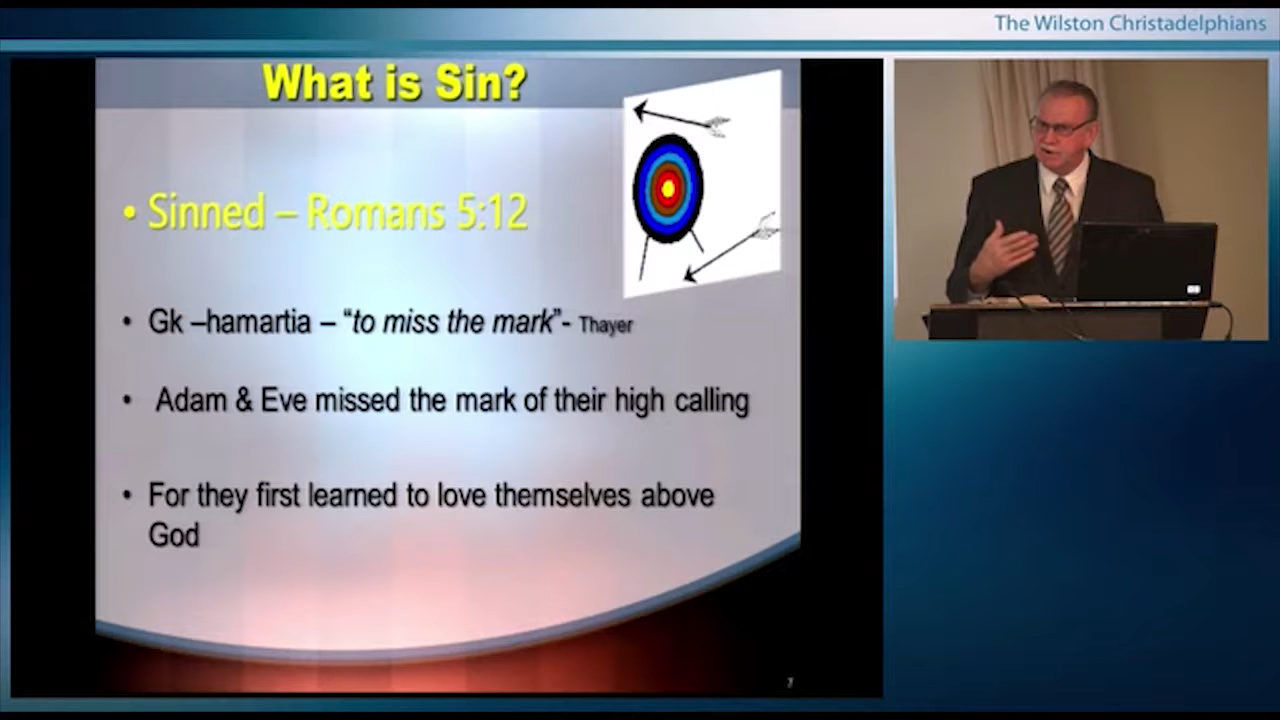 The Wilston Christadelphians
What is Sin?
• Sinned – Romans 5:12
• Gk –hamartia – “to miss the mark”- Thayer
• Adam & Eve missed the mark of their high calling
• For they first learned to love themselves above
God
7